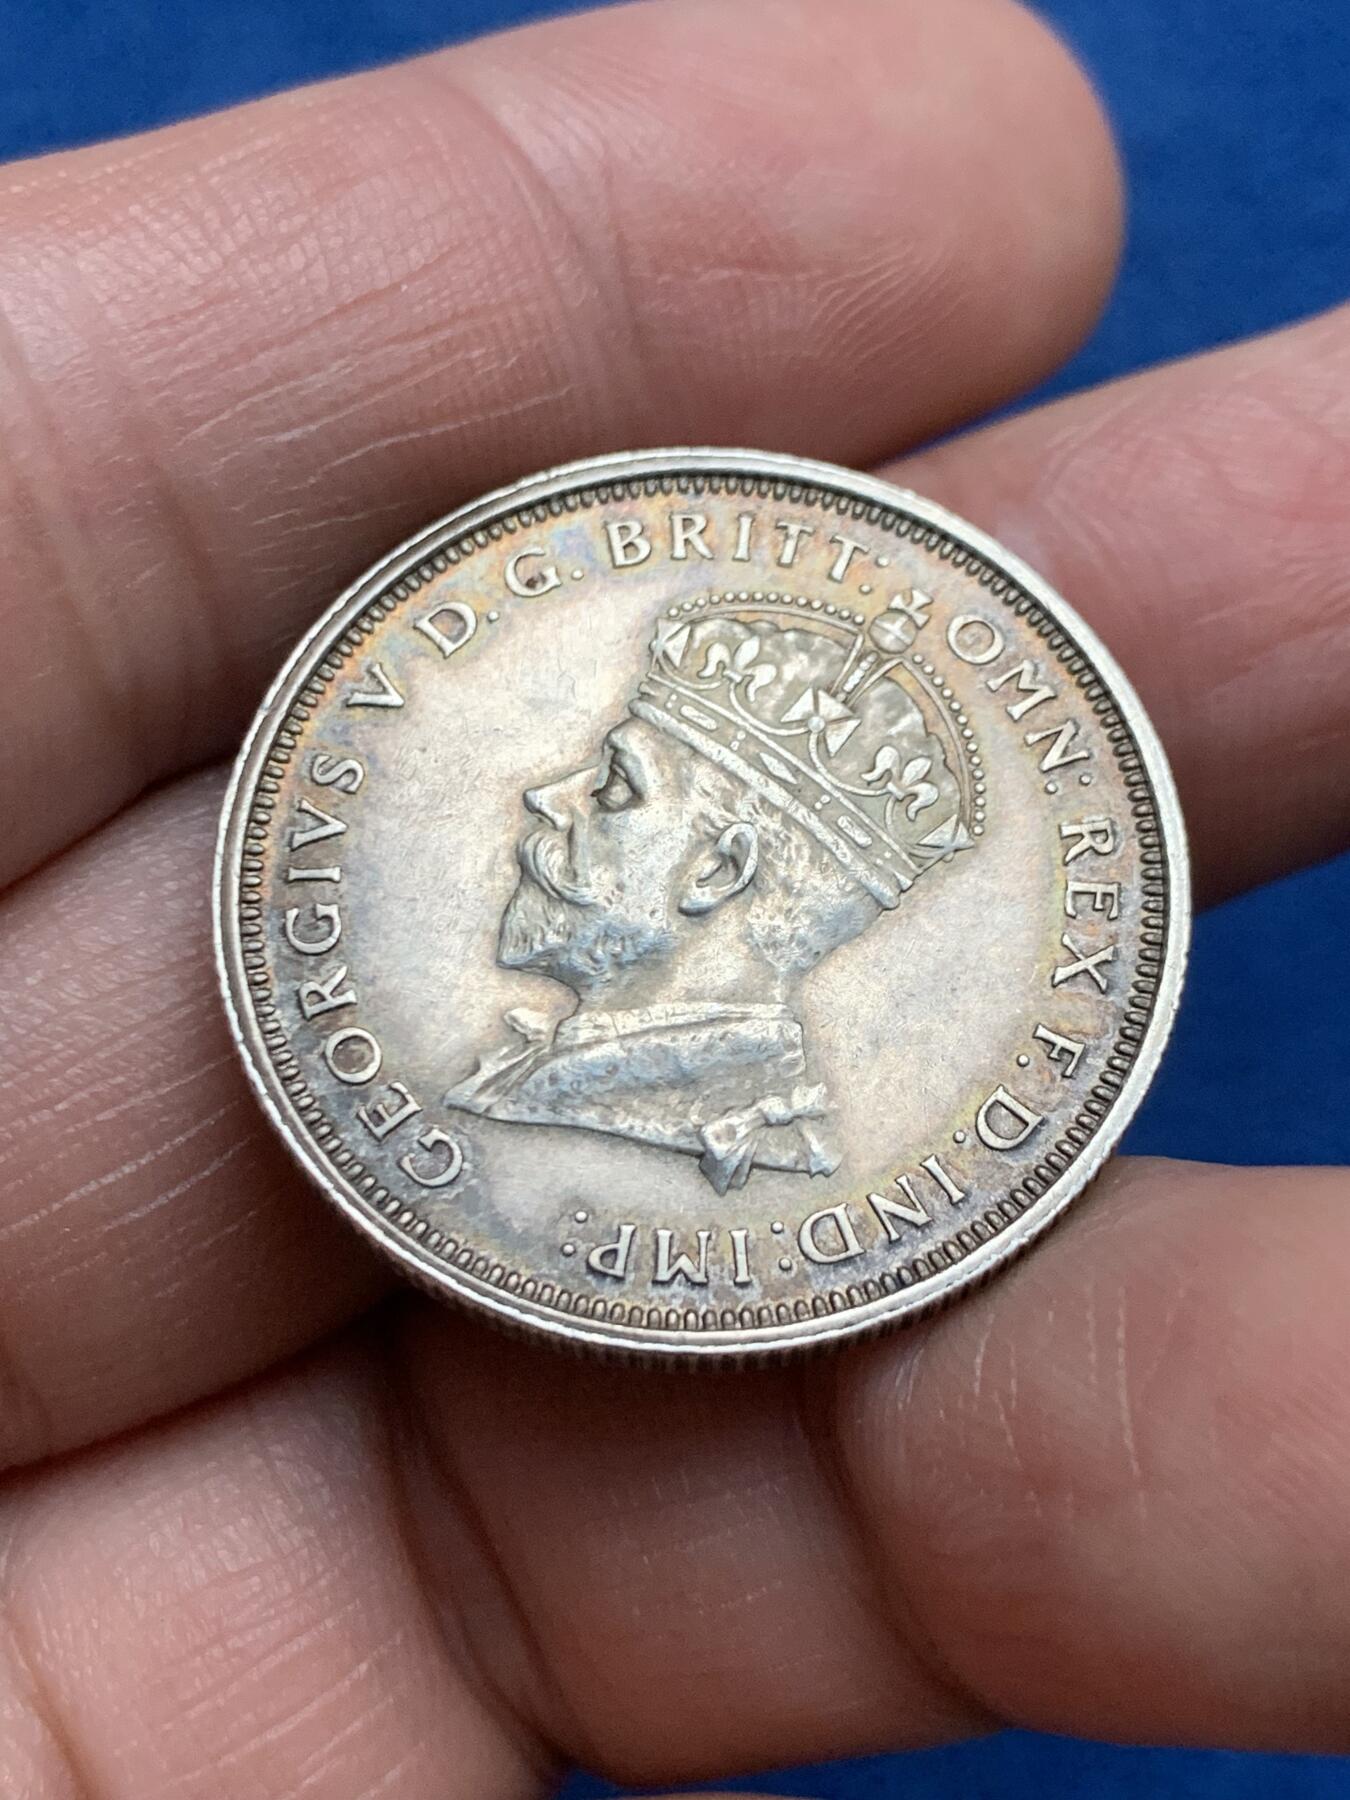 GEORGIVS V D.G. BRITT: OMN: REX F.D. IND: IMP: